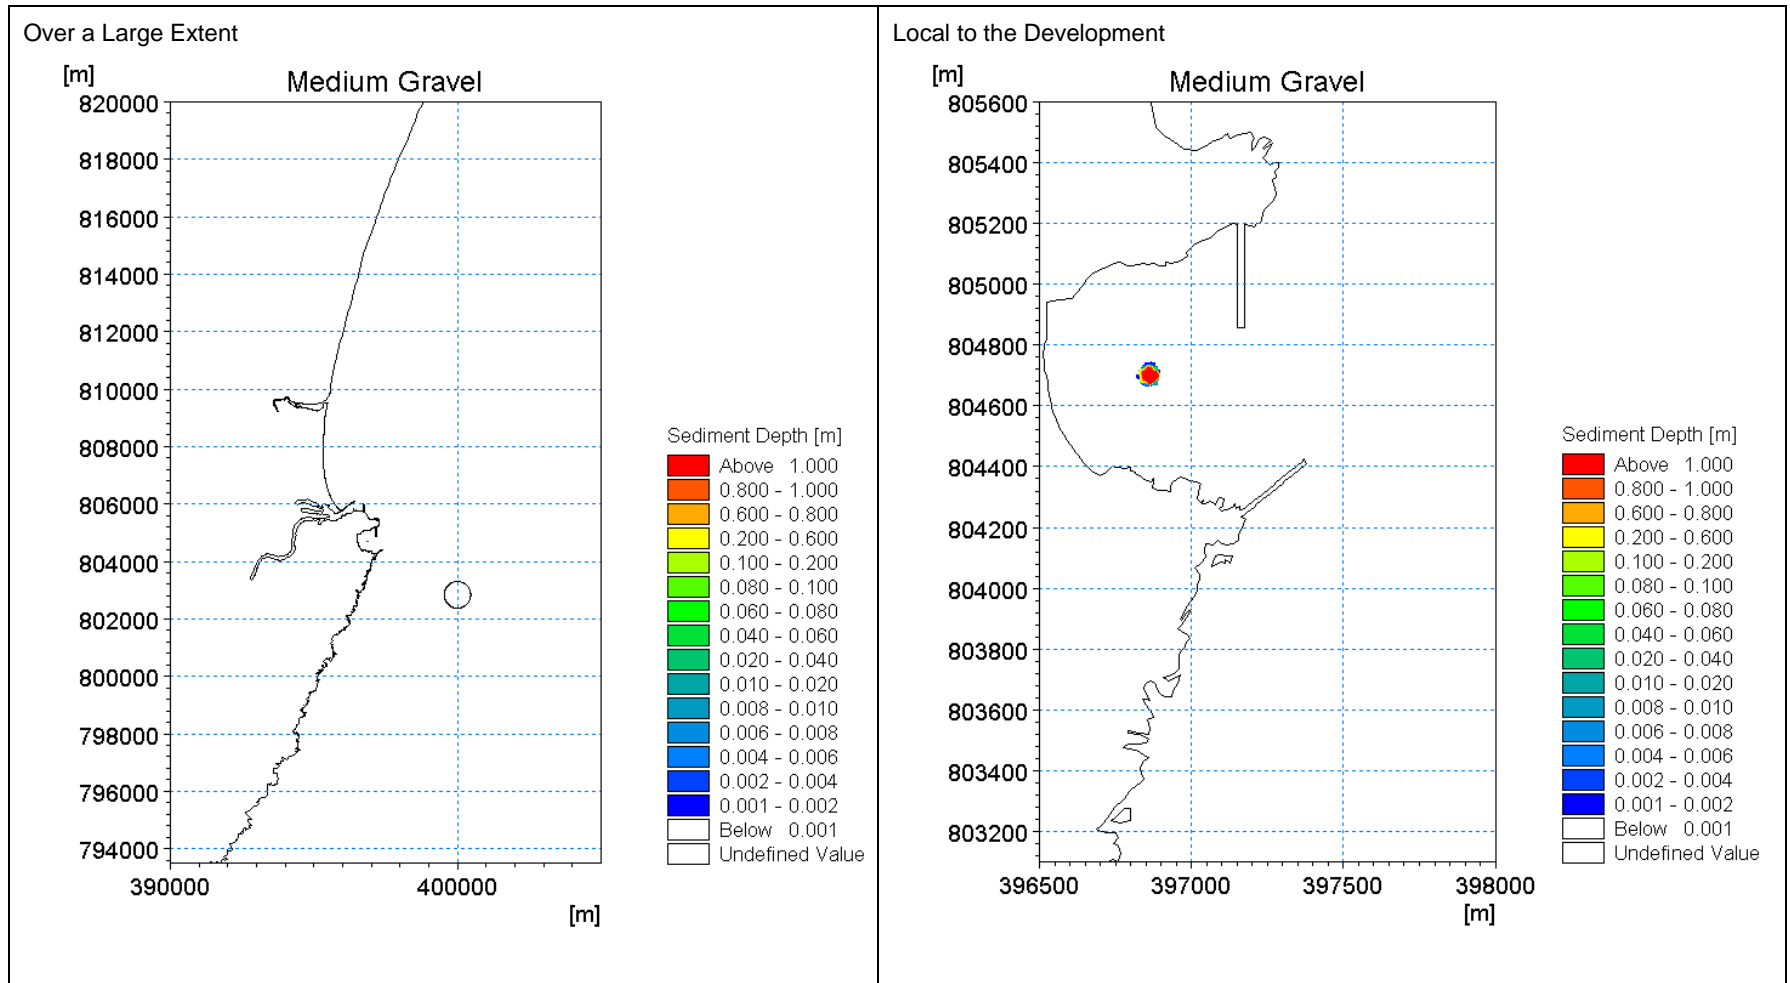 Over a Large Extent
[m]
Medium Gravel
820000
818000
816000
814000
812000
810000
808000
806000
804000
802000
800000
798000
796000
794000
390000 400000
[m]
Sediment Depth [m]
Above 1.000
0.800 - 1.000
0.600 - 0.800
0.200 - 0.600
0.100 - 0.200
0.080 - 0.100
0.060 - 0.080
0.040 - 0.060
0.020 - 0.040
0.010 - 0.020
0.008 - 0.010
0.006 - 0.008
0.004 - 0.006
0.002 - 0.004
0.001 - 0.002
Below 0.001
Undefined Value
Local to the Development
[m]
Medium Gravel
805600
805400
805200
805000
804800
804600
804400
804200
804000
803800
803600
803400
803200
396500 397000 397500 398000
[m]
Sediment Depth [m]
Above 1.000
0.800 - 1.000
0.600 - 0.800
0.200 - 0.600
0.100 - 0.200
0.080 - 0.100
0.060 - 0.080
0.040 - 0.060
0.020 - 0.040
0.010 - 0.020
0.008 - 0.010
0.006 - 0.008
0.004 - 0.006
0.002 - 0.004
0.001 - 0.002
Below 0.001
Undefined Value